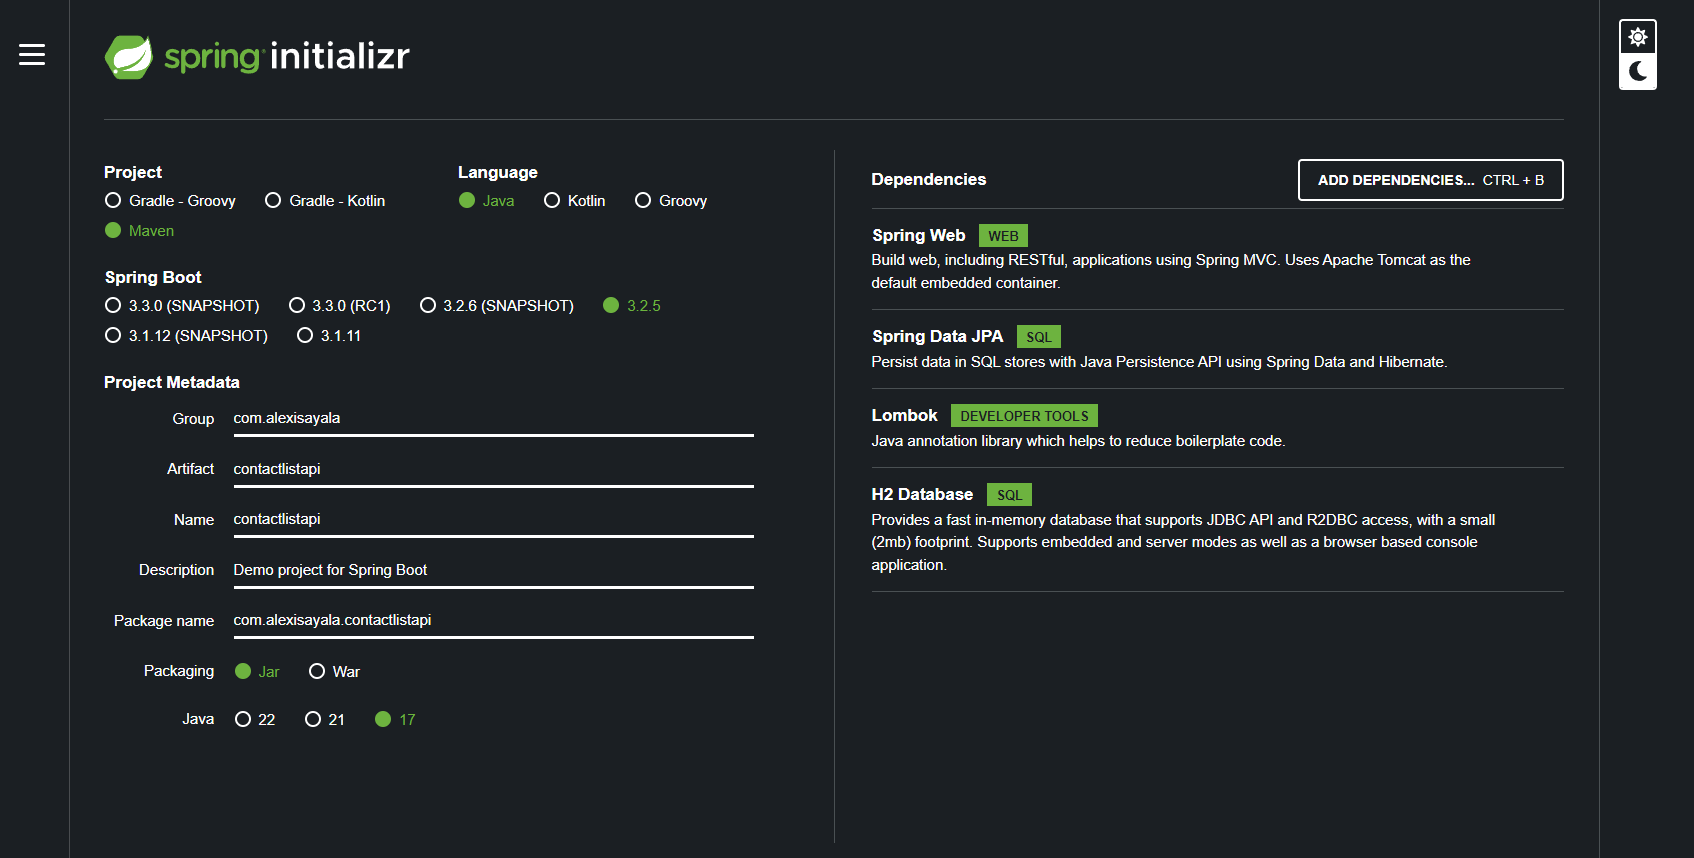 spring initializr
Project
Gradle - Groovy Gradle - Kotlin
Maven
Language
Java Kotlin Groovy
Spring Boot
3.3.0 (SNAPSHOT) 3.3.0 (RC1) 3.2.6 (SNAPSHOT) 3.2.5
3.1.12 (SNAPSHOT) 3.1.11
Project Metadata
Group com.alexisayala
Artifact contactlistapi
Name contactlistapi
Description Demo project for Spring Boot
Package name com.alexisayala.contactlistapi
Packaging Jar War
Java 22 21 17
Dependencies
ADD DEPENDENCIES... CTRL + B
Spring Web WEB
Build web, including RESTful, applications using Spring MVC. Uses Apache Tomcat as the
default embedded container.
Spring Data JPA SQL
Persist data in SQL stores with Java Persistence API using Spring Data and Hibernate.
Lombok DEVELOPER TOOLS
Java annotation library which helps to reduce boilerplate code.
H2 Database SQL
Provides a fast in-memory database that supports JDBC API and R2DBC access, with a small
(2mb) footprint. Supports embedded and server modes as well as a browser based console
application.